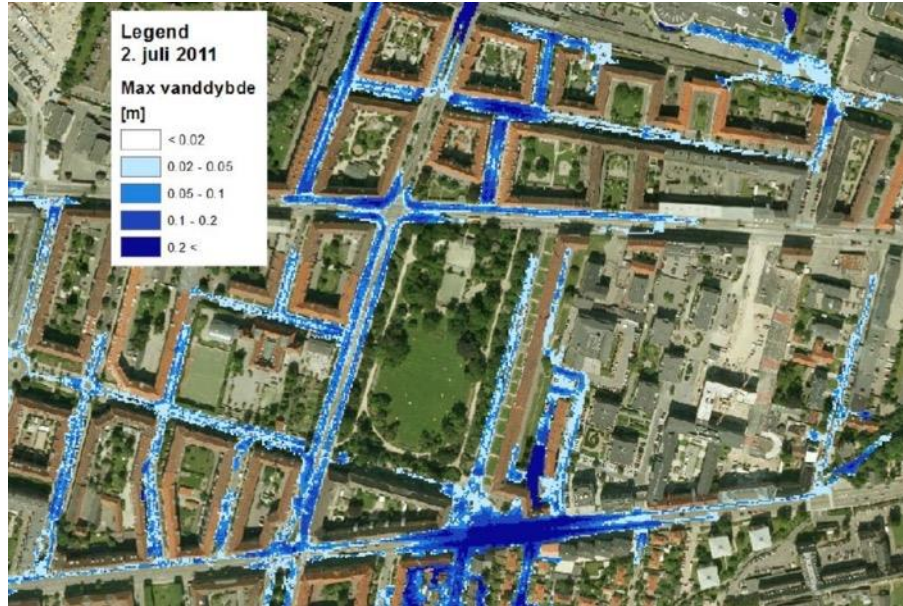 Legend
2. juli 2011
Max vanddybde
[m]
< 0.02
0.02 - 0.05
0.05 - 0.1
0.1 - 0.2
0.2 <